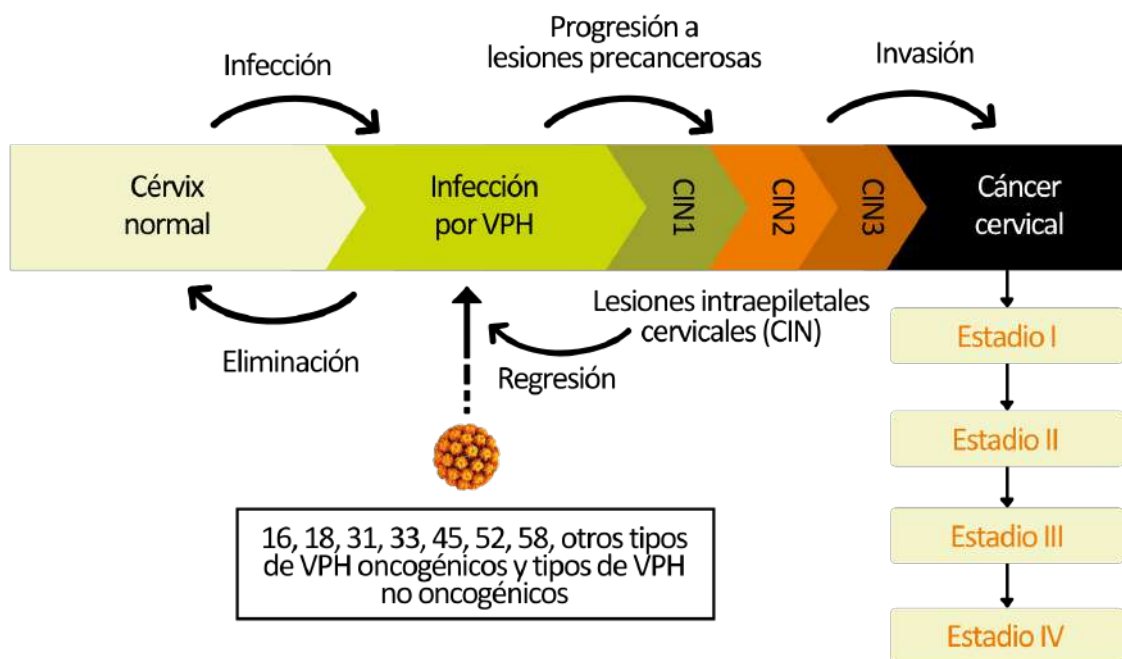 Infección
Progresión a
lesiones precancerosas
Invasión
Cérvix
normal
Infección
por VPH
CIN1
CIN2
CIN3
Cáncer
cervical
Eliminación
Regresión
Lesiones intraepiletales
cervicales (CIN)
16, 18, 31, 33, 45, 52, 58, otros tipos
de VPH oncogénicos y tipos de VPH
no oncogénicos
Estadio I
Estadio II
Estadio III
Estadio IV